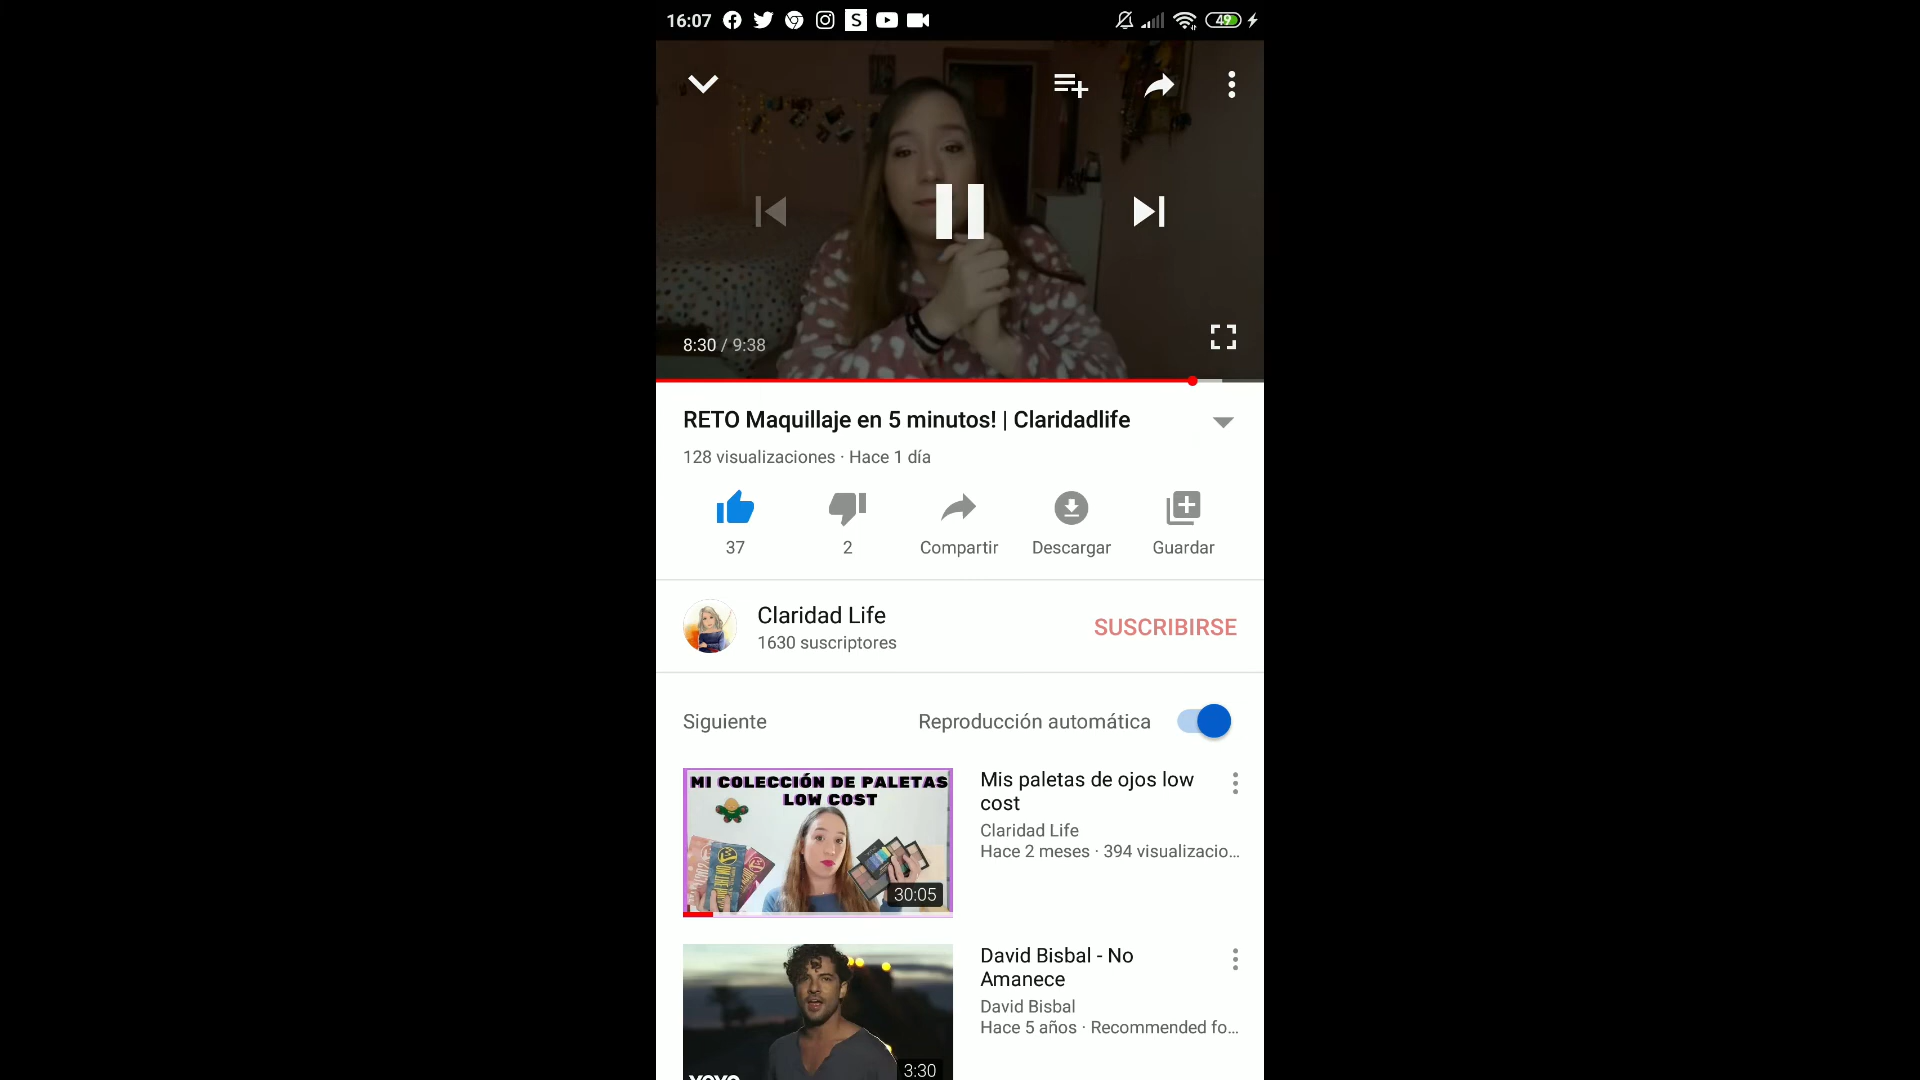 16:07
S
49
8:30 / 9:38
RETO Maquillaje en 5 minutos! | Claridadlife
128 visualizaciones · Hace 1 día
37
2
Compartir
Descargar
Guardar
Claridad Life
1630 suscriptores
SUSCRIBIRSE
Siguiente
Reproducción automática
MI COLECCIÓN DE PALETAS
LOW COST
30:05
Mis paletas de ojos low
cost
Claridad Life
Hace 2 meses · 394 visualizacio...
3:30
David Bisbal - No
Amanece
David Bisbal
Hace 5 años · Recommended fo...